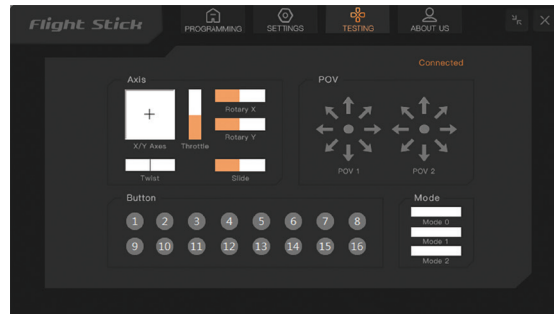 Flight Stick
PROGRAMMING
SETTINGS
TESTING
ABOUT US
Connected
Axis
POV
Rotary X
Rotary Y
X/Y Axes
Throttle
Twist
Slide
POV 1
POV 2
Button
Mode
1 2 3 4 5 6 7 8
Mode 0
9 10 11 12 13 14 15 16
Mode 1
Mode 2